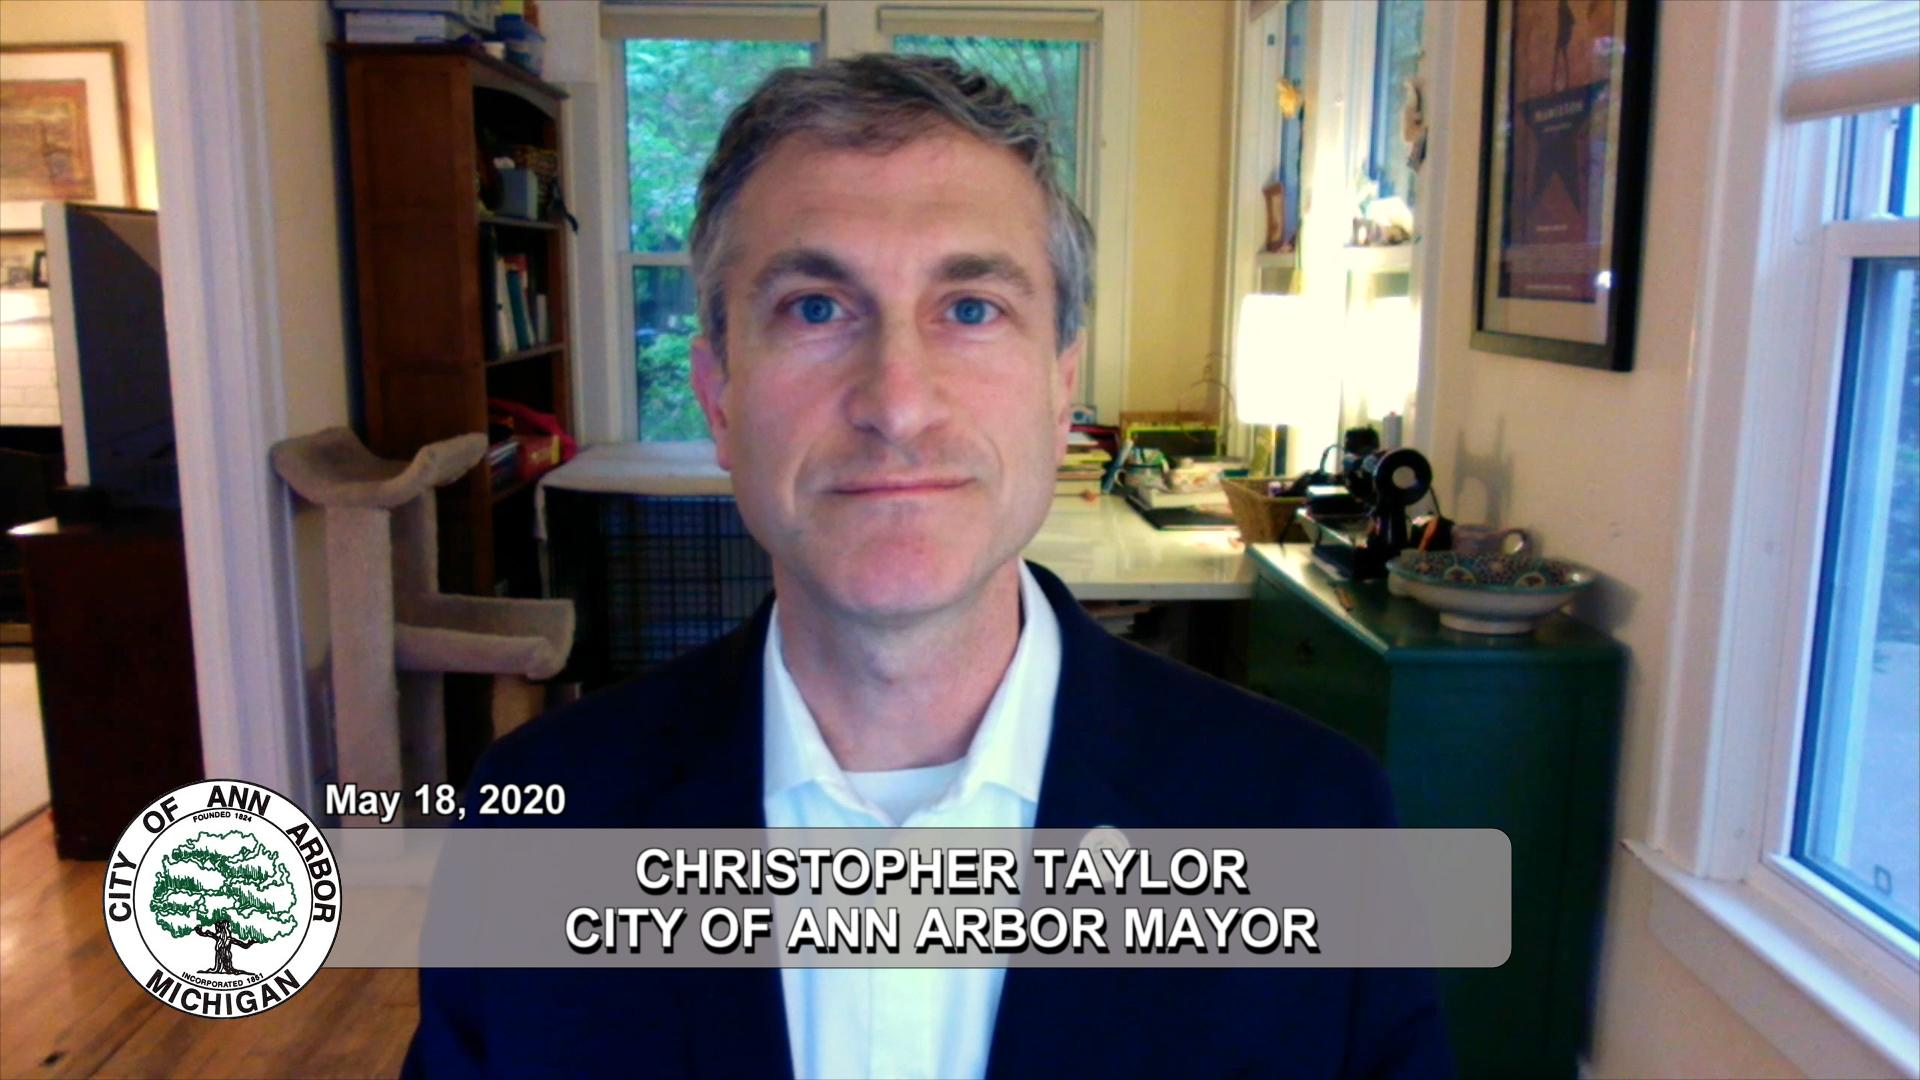 HAMILTON
May 18, 2020
CITY OF ANN ARBOR
FOUNDED 1824
INCORPORATED 1851
MICHIGAN
CHRISTOPHER TAYLOR
CITY OF ANN ARBOR MAYOR